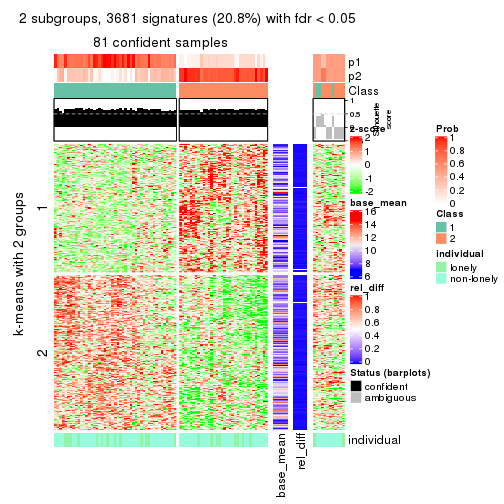 2 subgroups, 3681 signatures (20.8%) with fdr < 0.05
81 confident samples
p1
p2
Class
1
0.5
0
Silhouette
score
k-means with 2 groups
1
2
individual
base_mean
rel_diff
z-score
2
1
0
-1
-2
base_mean
16
14
12
10
8
6
rel_diff
1
0.8
0.6
0.4
0.2
0
Status (barplots)
confident
ambiguous
Prob
1
0.8
0.6
0.4
0.2
0
Class
1
2
individual
lonely
non-lonely